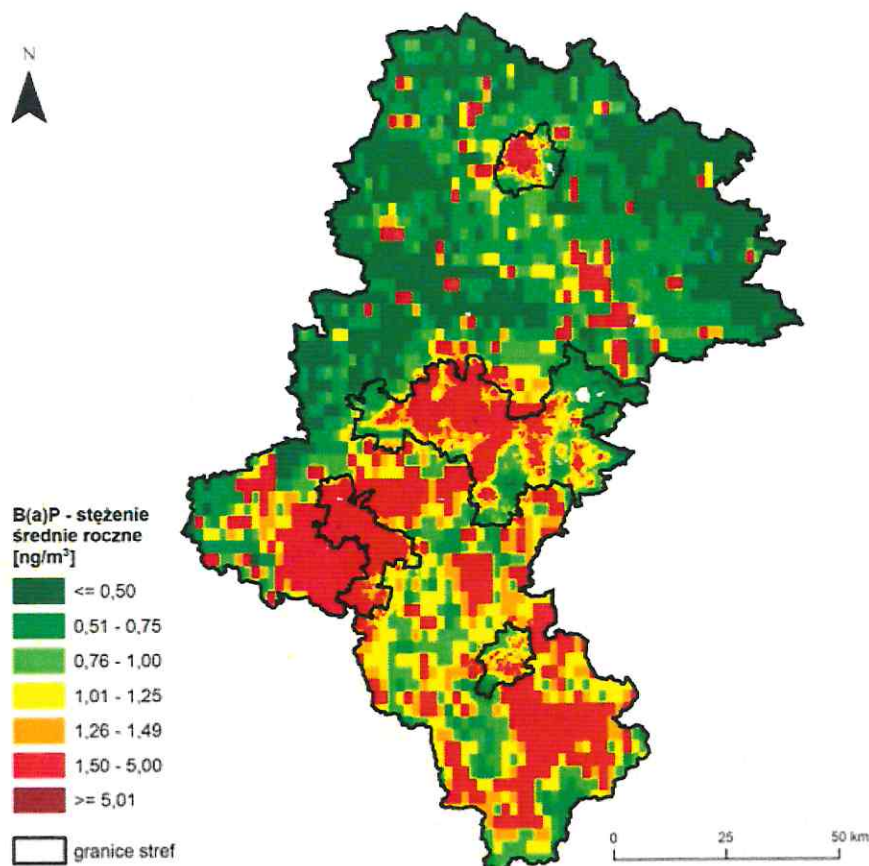 N
B(a)P - stężenie
średnie roczne
[ng/m³]
<= 0,50
0,51 - 0,75
0,76 - 1,00
1,01 - 1,25
1,26 - 1,49
1,50 - 5,00
>= 5,01
granice stref
0 25 50 km